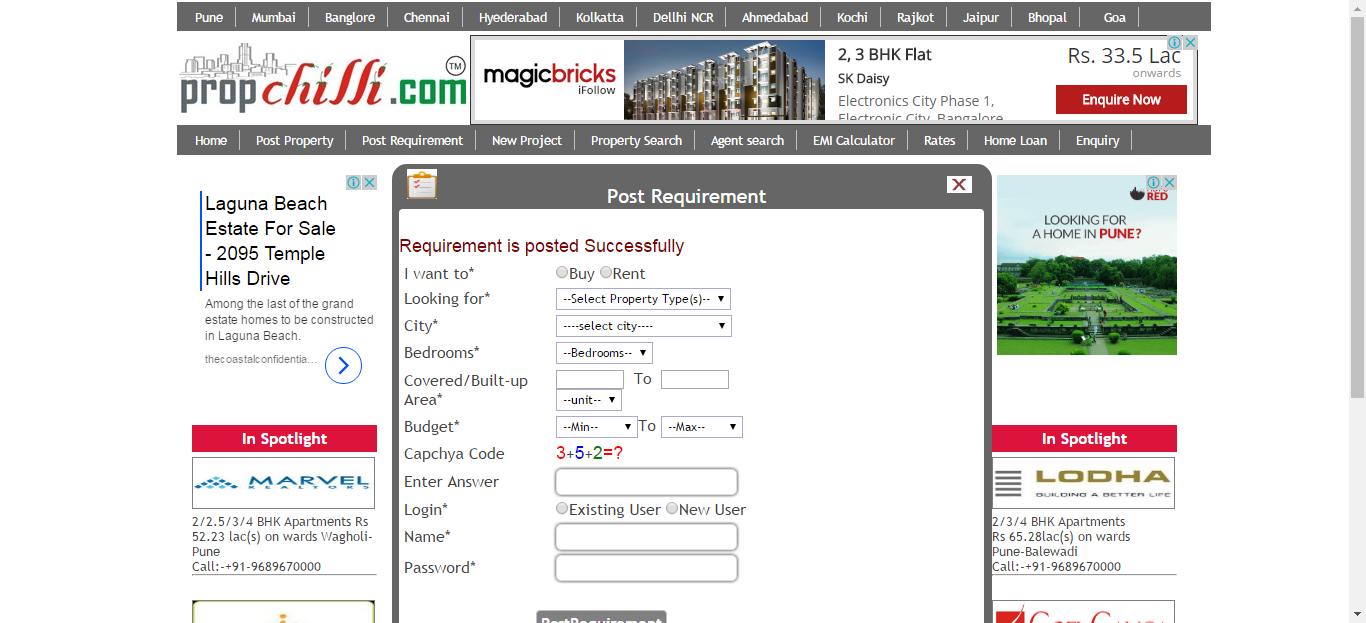 Pune Mumbai Banglore Chennai Hyederabad Kolkatta Dellhi NCR Ahmedabad Kochi Rajkot Jaipur Bhopal Goa
propchilli.com TM
magicbricks
iFollow
2, 3 BHK Flat
SK Daisy
Electronics City Phase 1,
Electronic City, Bangalore
Rs. 33.5 Lac
onwards
Enquire Now
Home Post Property Post Requirement New Project Property Search Agent search EMI Calculator Rates Home Loan Enquiry
Laguna Beach
Estate For Sale
- 2095 Temple
Hills Drive
Among the last of the grand
estate homes to be constructed
in Laguna Beach.
thecoastalconfidentia...
In Spotlight
MARVEL
REALTORS
2/2.5/3/4 BHK Apartments Rs
52.23 lac(s) on wards Wagholi-
Pune
Call:-+91-9689670000
Post Requirement
X
Requirement is posted Successfully
I want to* Buy Rent
Looking for* --Select Property Type(s)--
City* ----select city----
Bedrooms* --Bedrooms--
Covered/Built-up To
Area* --unit--
Budget* --Min-- To --Max--
Capchya Code 3+5+2=?
Enter Answer
Login* Existing User New User
Name*
Password*
PostRequirement
RED
LOOKING FOR
A HOME IN PUNE?
In Spotlight
LODHA
BUILDING A BETTER LIFE
2/3/4 BHK Apartments
Rs 65.28lac(s) on wards
Pune-Balewadi
Call:-+91-9689670000